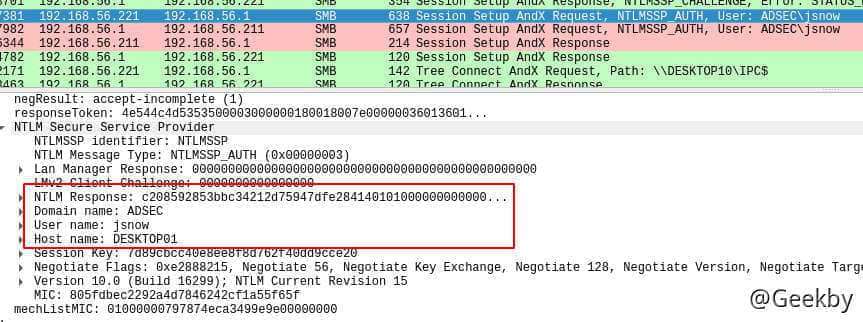 3701 192.168.56.1 192.168.56.221 SMB 354 Session Setup AndX Response, NTLMSSP_CHALLENGE, Error: STATUS_
7381 192.168.56.221 192.168.56.1 SMB 638 Session Setup AndX Request, NTLMSSP_AUTH, User: ADSEC\jsnow
7982 192.168.56.1 192.168.56.211 SMB 657 Session Setup AndX Request, NTLMSSP_AUTH, User: ADSEC\jsnow
6344 192.168.56.211 192.168.56.1 SMB 214 Session Setup AndX Response
4782 192.168.56.1 192.168.56.221 SMB 120 Session Setup AndX Response
2171 192.168.56.221 192.168.56.1 SMB 142 Tree Connect AndX Request, Path: \\DESKTOP10\IPC$
3463 192.168.56.1 192.168.56.221 SMB 120 Tree Connect AndX Response
negResult: accept-incomplete (1)
responseToken: 4e544c4d5353500003000000180018007e00000036013601...
NTLM Secure Service Provider
NTLMSSP identifier: NTLMSSP
NTLM Message Type: NTLMSSP_AUTH (0x00000003)
Lan Manager Response: 000000000000000000000000000000000000000000000000
LMv2 Client Challenge: 0000000000000000
NTLM Response: c208592853bbc34212d75947dfe284140101000000000000...
Domain name: ADSEC
User name: jsnow
Host name: DESKTOP01
Session Key: 7d89cbcc40e8ee8f8d762f40dd9cce20
Negotiate Flags: 0xe2888215, Negotiate 56, Negotiate Key Exchange, Negotiate 128, Negotiate Version, Negotiate Target
Version 10.0 (Build 16299); NTLM Current Revision 15
MIC: 805fdbec2292a4d7846242cf1a55f65f
mechListMIC: 01000000797874eca3499e9e00000000
@Geekby